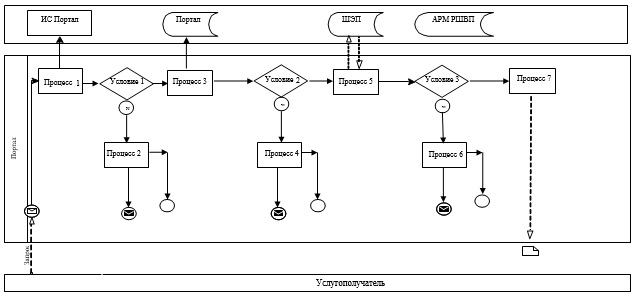 ИС Портал
Портал
ШЭП
АРМ РШВП
Процесс 1
Условие 1
Процесс 3
Условие 2
Процесс 5
Условие 3
Процесс 7
Процесс 2
Процесс 4
Процесс 6
Портал
Услугополучатель